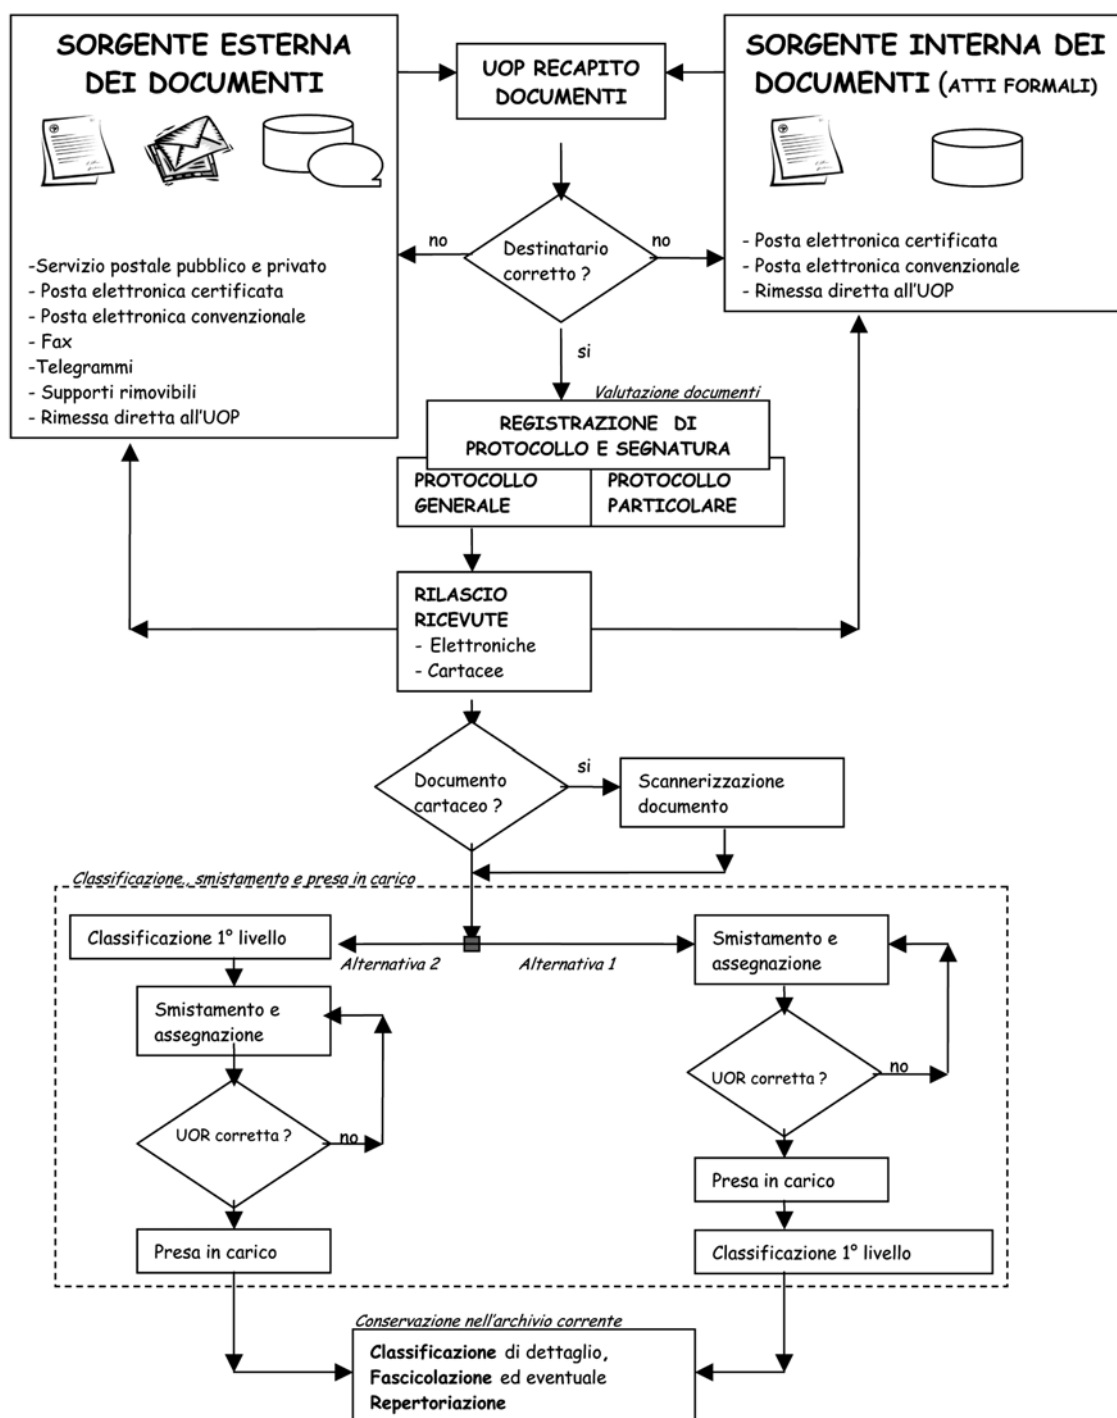 SORGENTE ESTERNA
DEI DOCUMENTI
-Servizio postale pubblico e privato
- Posta elettronica certificata
- Posta elettronica convenzionale
- Fax
-Telegrammi
- Supporti rimovibili
- Rimessa diretta all'UOP
UOP RECAPITO
DOCUMENTI
SORGENTE INTERNA DEI
DOCUMENTI (ATTI FORMALI)
- Posta elettronica certificata
- Posta elettronica convenzionale
- Rimessa diretta all'UOP
no
Destinatario
corretto ?
no
si
Valutazione documenti
REGISTRAZIONE DI
PROTOCOLLO E SEGNATURA
PROTOCOLLO
GENERALE
PROTOCOLLO
PARTICOLARE
RILASCIO
RICEVUTE
- Elettroniche
- Cartacee
Documento
cartaceo ?
si
Scannerizzazione
documento
Classificazione., smistamento e presa in carico
Classificazione 1° livello
Alternativa 2
Alternativa 1
Smistamento e
assegnazione
Smistamento e
assegnazione
UOR corretta ?
no
UOR corretta ?
no
Presa in carico
Presa in carico
Classificazione 1° livello
Conservazione nell'archivio corrente
Classificazione di dettaglio,
Fascicolazione ed eventuale
Repertoriazione